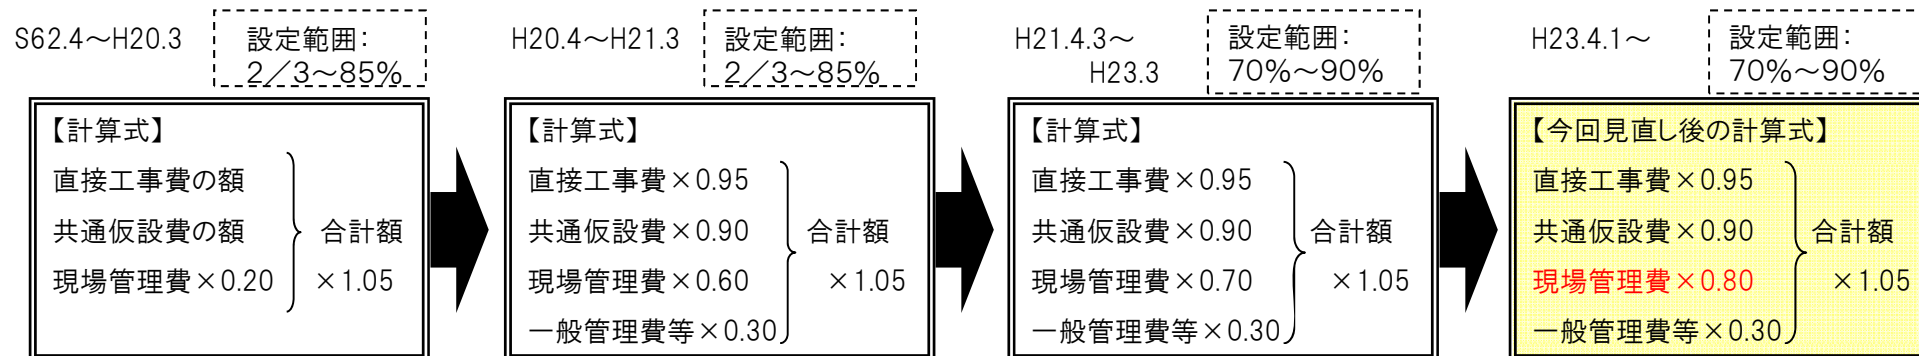 S62.4～H20.3
設定範囲：
2／3～85%
【計算式】
直接工事費の額
共通仮設費の額
現場管理費×0.20
合計額
×1.05
H20.4～H21.3
設定範囲：
2／3～85%
【計算式】
直接工事費×0.95
共通仮設費×0.90
現場管理費×0.60
一般管理費等×0.30
合計額
×1.05
H21.4.3～
H23.3
設定範囲：
70%～90%
【計算式】
直接工事費×0.95
共通仮設費×0.90
現場管理費×0.70
一般管理費等×0.30
合計額
×1.05
H23.4.1～
設定範囲：
70%～90%
【今回見直し後の計算式】
直接工事費×0.95
共通仮設費×0.90
現場管理費×0.80
一般管理費等×0.30
合計額
×1.05